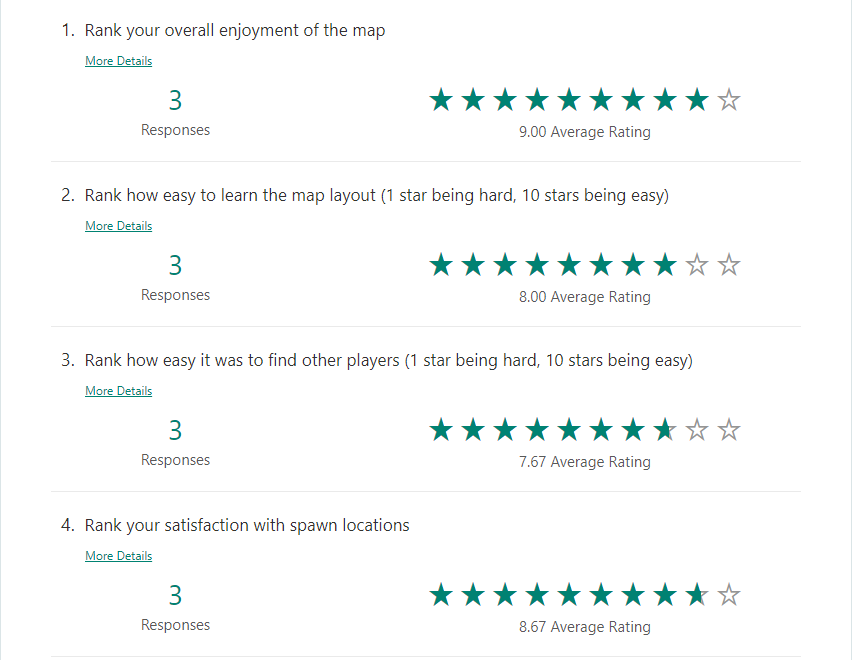 1. Rank your overall enjoyment of the map
More Details
3
Responses
9.00 Average Rating
2. Rank how easy to learn the map layout (1 star being hard, 10 stars being easy)
More Details
3
Responses
8.00 Average Rating
3. Rank how easy it was to find other players (1 star being hard, 10 stars being easy)
More Details
3
Responses
7.67 Average Rating
4. Rank your satisfaction with spawn locations
More Details
3
Responses
8.67 Average Rating